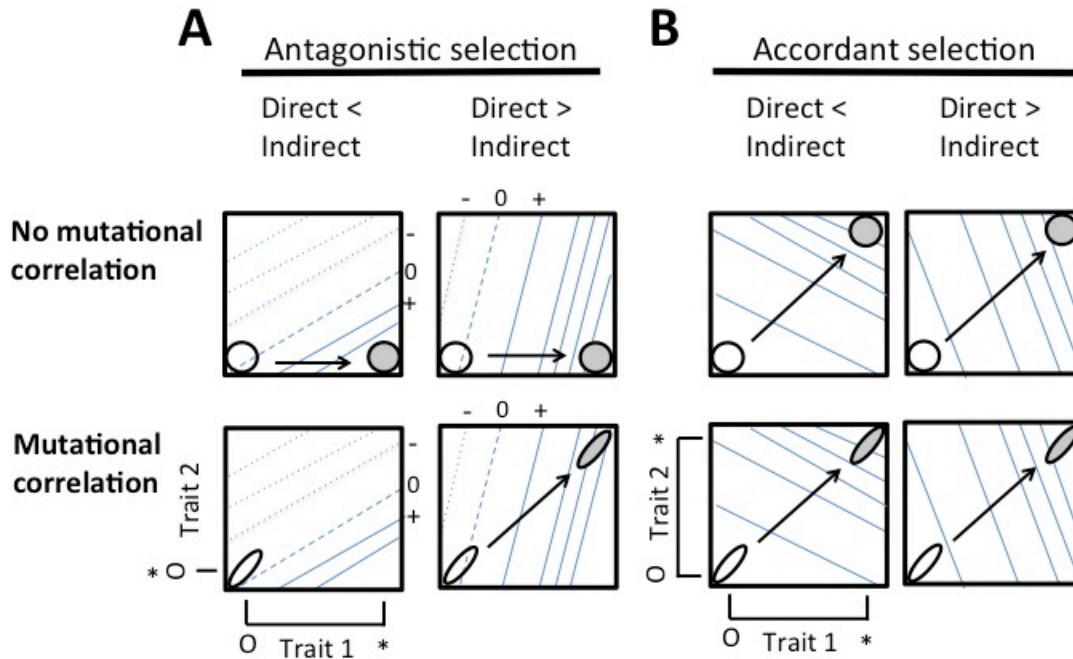 A
Antagonistic selection
Direct <
Indirect
Direct >
Indirect
B
Accordant selection
Direct <
Indirect
Direct >
Indirect
No mutational
correlation
-
0
+
- 0 +
Mutational
correlation
Trait 2
* O
-
0
+
- 0 +
O Trait 1 *
*
Trait 2
O
O Trait 1 *